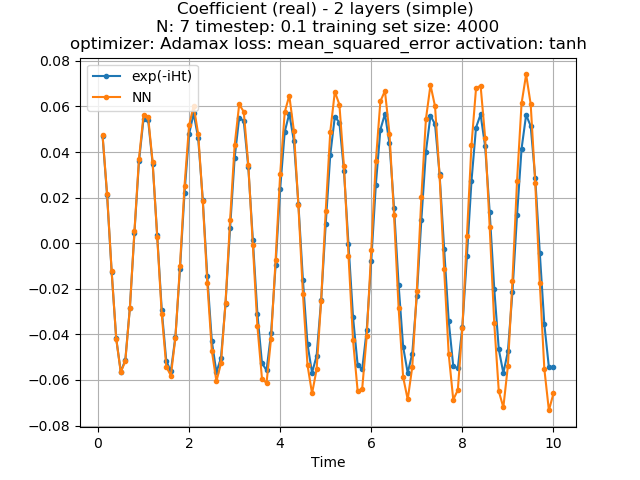 Coefficient (real) - 2 layers (simple)
N: 7 timestep: 0.1 training set size: 4000
optimizer: Adamax loss: mean_squared_error activation: tanh
exp(-iHt)
NN
0.08
0.06
0.04
0.02
0.00
−0.02
−0.04
−0.06
−0.08
0 2 4 6 8 10
Time